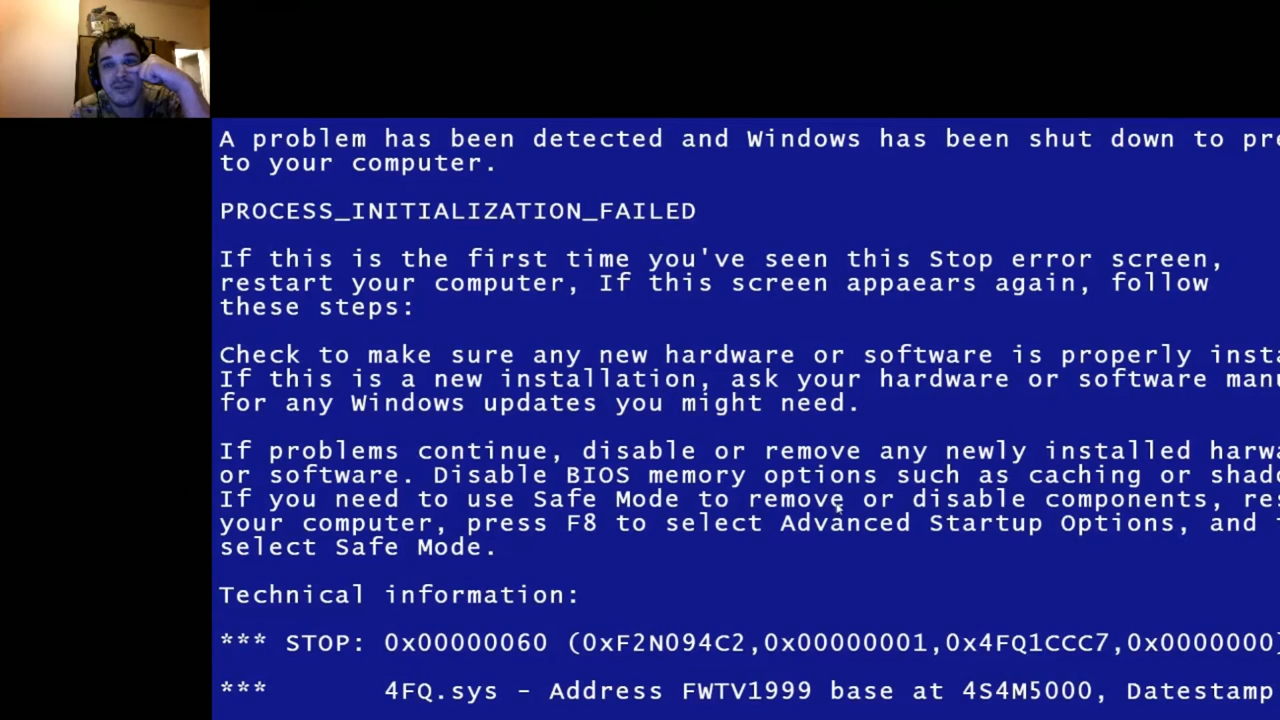 A problem has been detected and Windows has been shut down to pre
to your computer.
PROCESS_INITIALIZATION_FAILED
If this is the first time you've seen this Stop error screen,
restart your computer, If this screen appaears again, follow
these steps:
Check to make sure any new hardware or software is properly insta
If this is a new installation, ask your hardware or software manu
for any Windows updates you might need.
If problems continue, disable or remove any newly installed harwa
or software. Disable BIOS memory options such as caching or shado
If you need to use Safe Mode to remove or disable components, res
your computer, press F8 to select Advanced Startup Options, and
select Safe Mode.
Technical information:
*** STOP: 0x00000060 (0xF2N094C2,0x00000001,0x4FQ1CCC7,0x0000000)
*** 4FQ.sys - Address FWTV1999 base at 4S4M5000, Datestamp